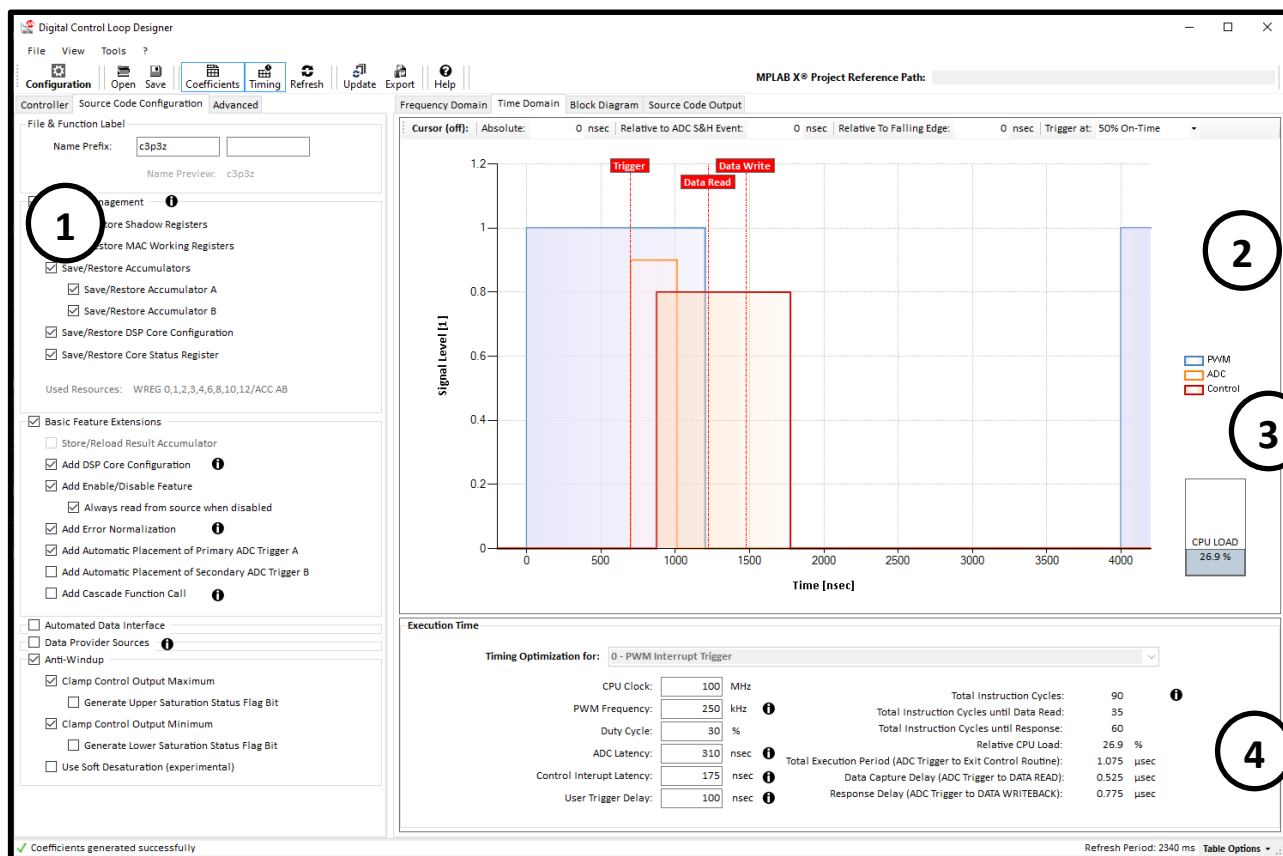 Digital Control Loop Designer
File View Tools ?
Configuration Open Save Coefficients Timing Refresh Update Export Help
MPLAB X® Project Reference Path:
Controller Source Code Configuration Advanced
File & Function Label
Name Prefix: c3p3z
Name Preview: c3p3z
1
Shadow Registers
MAC Working Registers
Save/Restore Accumulators
Save/Restore Accumulator A
Save/Restore Accumulator B
Save/Restore DSP Core Configuration
Save/Restore Core Status Register
Used Resources: WREG 0,1,2,3,4,6,8,10,12/ACC AB
Basic Feature Extensions
Store/Reload Result Accumulator
Add DSP Core Configuration
Add Enable/Disable Feature
Always read from source when disabled
Add Error Normalization
Add Automatic Placement of Primary ADC Trigger A
Add Automatic Placement of Secondary ADC Trigger B
Add Cascade Function Call
Automated Data Interface
Data Provider Sources
Anti-Windup
Clamp Control Output Maximum
Generate Upper Saturation Status Flag Bit
Clamp Control Output Minimum
Generate Lower Saturation Status Flag Bit
Use Soft Desaturation (experimental)
Frequency Domain Time Domain Block Diagram Source Code Output
Cursor (off): Absolute: 0 nsec Relative to ADC S&H Event: 0 nsec Relative To Falling Edge: 0 nsec Trigger at: 50% On-Time
1.2
1
0.8
0.6
0.4
0.2
0
Signal Level [1]
Trigger
Data Write
Data Read
0 500 1000 1500 2000 2500 3000 3500 4000
Time [nsec]
2
PWM
ADC
Control
3
CPU LOAD
26.9 %
Execution Time
Timing Optimization for: 0 - PWM Interrupt Trigger
CPU Clock: 100 MHz
PWM Frequency: 250 kHz
Duty Cycle: 30 %
ADC Latency: 310 nsec
Control Interupt Latency: 175 nsec
User Trigger Delay: 100 nsec
Total Instruction Cycles: 90
Total Instruction Cycles until Data Read: 35
Total Instruction Cycles until Response: 60
Relative CPU Load: 26.9 %
Total Execution Period (ADC Trigger to Exit Control Routine): 1.075 µsec
Data Capture Delay (ADC Trigger to DATA READ): 0.525 µsec
Response Delay (ADC Trigger to DATA WRITEBACK): 0.775 µsec
4
Coefficients generated successfully
Refresh Period: 2340 ms Table Options